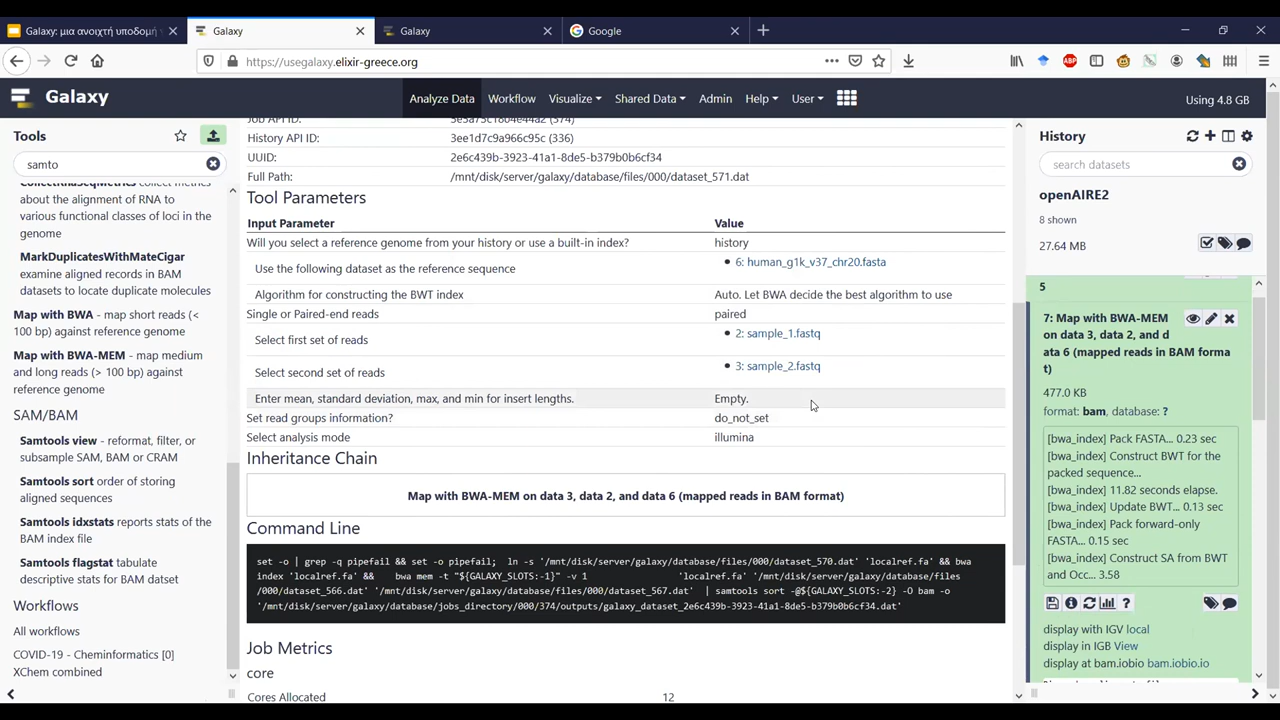 Galaxy: μια ανοιχτή υποδομή
Galaxy
Galaxy
Google
https://usegalaxy.elixir-greece.org
Galaxy
Analyze Data
Workflow
Visualize
Shared Data
Admin
Help
User
Using 4.8 GB
Tools
samto
CollectRnaSeqMetrics collect metrics
about the alignment of RNA to
various functional classes of loci in the
genome
MarkDuplicatesWithMateCigar
examine aligned records in BAM
datasets to locate duplicate molecules
Map with BWA - map short reads (<
100 bp) against reference genome
Map with BWA-MEM - map medium
and long reads (> 100 bp) against
reference genome
SAM/BAM
Samtools view - reformat, filter, or
subsample SAM, BAM or CRAM
Samtools sort order of storing
aligned sequences
Samtools idxstats reports stats of the
BAM index file
Samtools flagstat tabulate
descriptive stats for BAM datset
Workflows
All workflows
COVID-19 - Cheminformatics [0]
XChem combined
Job API ID: 5e5a75c1804e44a2 (374)
History API ID: 3ee1d7c9a966c95c (336)
UUID: 2e6c439b-3923-41a1-8de5-b379b0b6cf34
Full Path: /mnt/disk/server/galaxy/database/files/000/dataset_571.dat
Tool Parameters
Input Parameter Value
Will you select a reference genome from your history or use a built-in index? history
Use the following dataset as the reference sequence 6: human_g1k_v37_chr20.fasta
Algorithm for constructing the BWT index Auto. Let BWA decide the best algorithm to use
Single or Paired-end reads paired
Select first set of reads 2: sample_1.fastq
Select second set of reads 3: sample_2.fastq
Enter mean, standard deviation, max, and min for insert lengths. Empty.
Set read groups information? do_not_set
Select analysis mode illumina
Inheritance Chain
Map with BWA-MEM on data 3, data 2, and data 6 (mapped reads in BAM format)
Command Line
set -o | grep -q pipefail && set -o pipefail; ln -s '/mnt/disk/server/galaxy/database/files/000/dataset_570.dat' 'localref.fa' && bwa
index 'localref.fa' && bwa mem -t "${GALAXY_SLOTS:-1}" -v 1 'localref.fa' '/mnt/disk/server/galaxy/database/files
/000/dataset_566.dat' '/mnt/disk/server/galaxy/database/files/000/dataset_567.dat' | samtools sort -@${GALAXY_SLOTS:-2} -O bam -o
'/mnt/disk/server/galaxy/database/jobs_directory/000/374/outputs/galaxy_dataset_2e6c439b-3923-41a1-8de5-b379b0b6cf34.dat'
Job Metrics
core
Cores Allocated 12
History
search datasets
openAIRE2
8 shown
27.64 MB
5
7: Map with BWA-MEM
on data 3, data 2, and d
ata 6 (mapped reads in BAM forma
t)
477.0 KB
format: bam, database: ?
[bwa_index] Pack FASTA... 0.23 sec
[bwa_index] Construct BWT for the
packed sequence...
[bwa_index] 11.82 seconds elapse.
[bwa_index] Update BWT... 0.13 sec
[bwa_index] Pack forward-only
FASTA... 0.15 sec
[bwa_index] Construct SA from BWT
and Occ... 3.58
display with IGV local
display in IGB View
display at bam.iobio bam.iobio.io